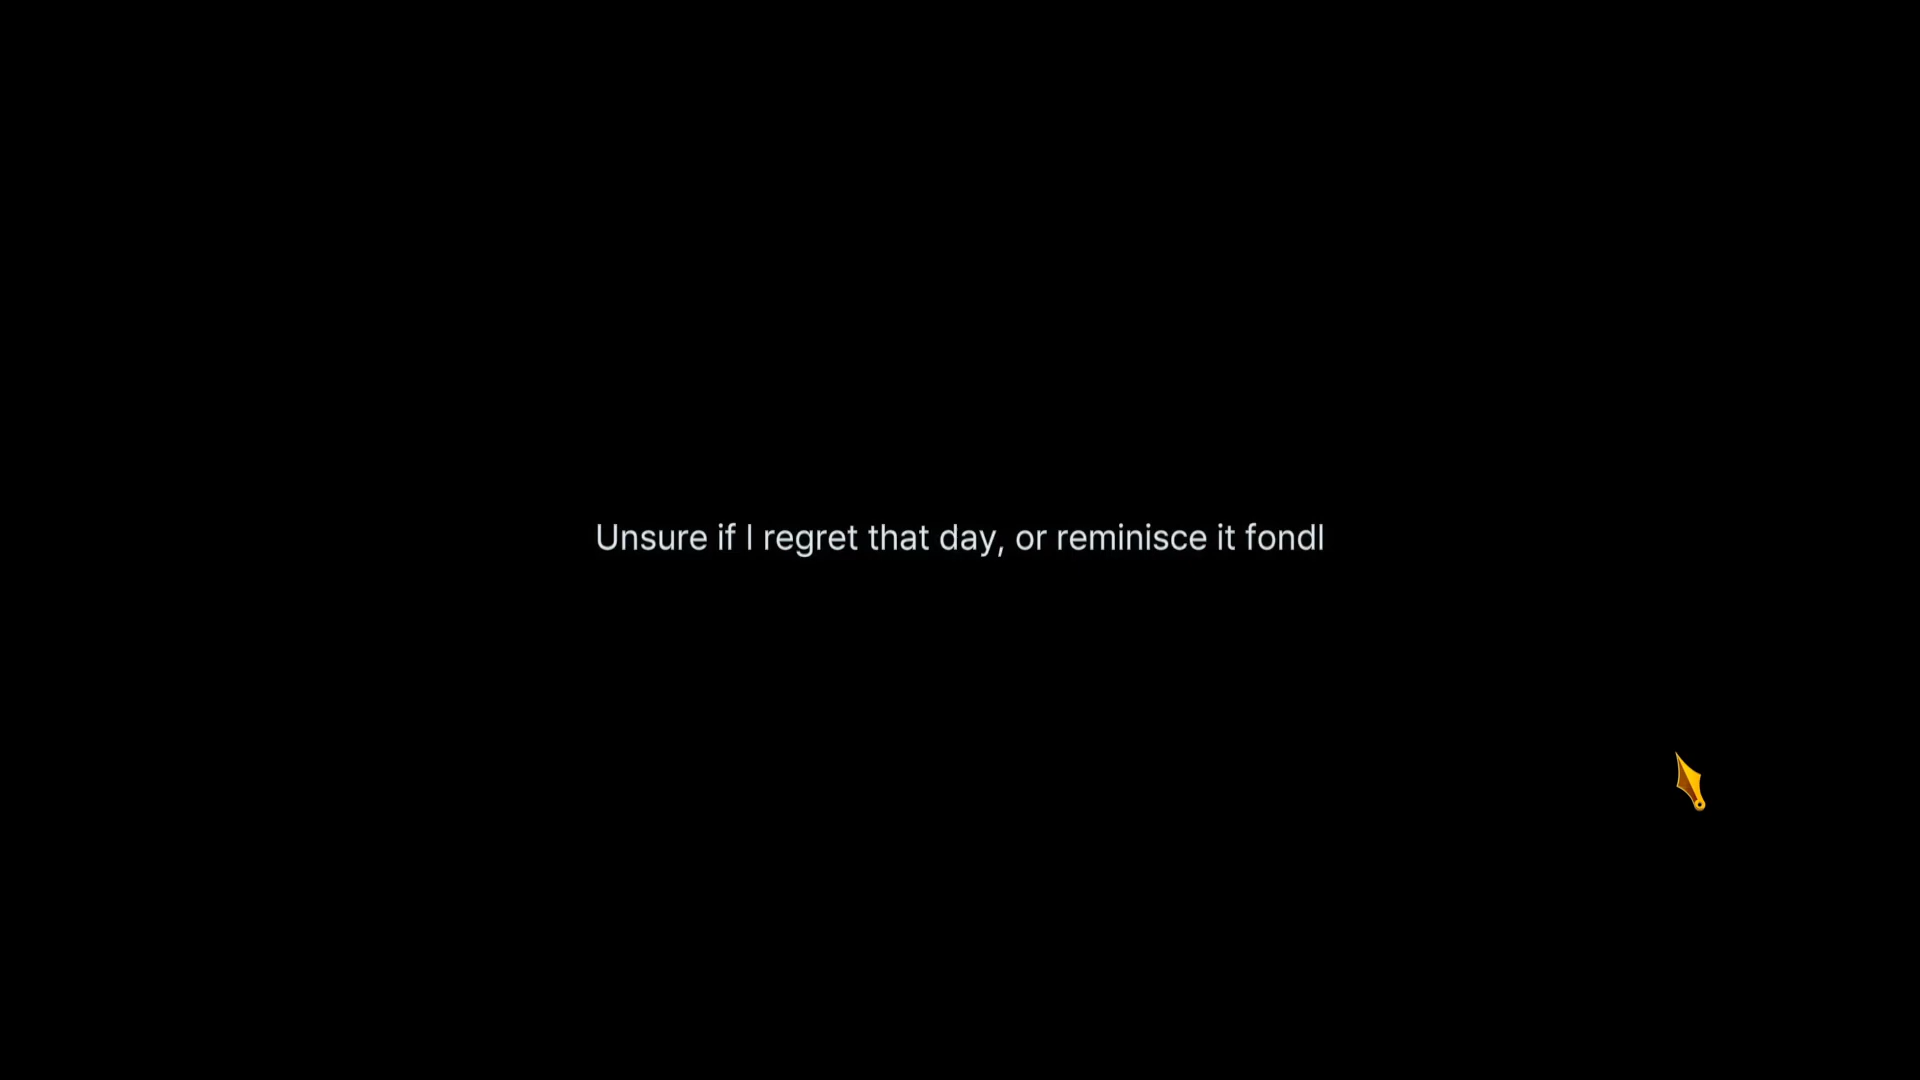 Unsure if I regret that day, or reminisce it fondl